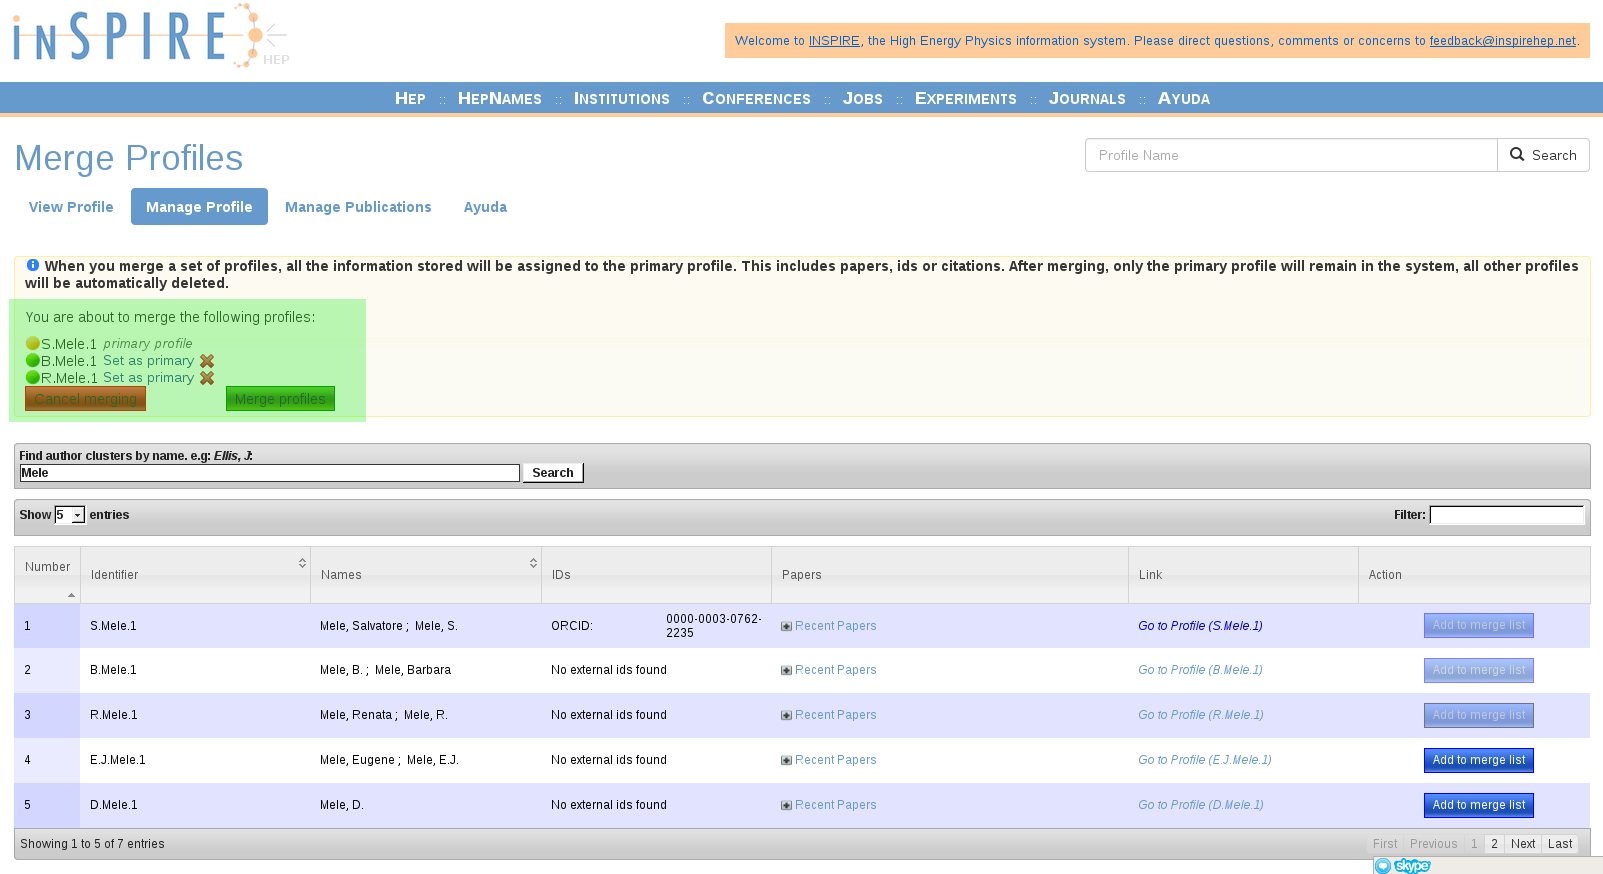 inSPIRE HEP
Welcome to INSPIRE, the High Energy Physics information system. Please direct questions, comments or concerns to feedback@inspirehep.net.
HEP :: HEPNAMES :: INSTITUTIONS :: CONFERENCES :: JOBS :: EXPERIMENTS :: JOURNALS :: AYUDA
Merge Profiles
Profile Name Search
View Profile Manage Profile Manage Publications Ayuda
When you merge a set of profiles, all the information stored will be assigned to the primary profile. This includes papers, ids or citations. After merging, only the primary profile will remain in the system, all other profiles
will be automatically deleted.
You are about to merge the following profiles:
S.Mele.1 primary profile
B.Mele.1 Set as primary
R.Mele.1 Set as primary
Cancel merging Merge profiles
Find author clusters by name. e.g: Ellis, J:
Mele Search
Show 5 entries Filter:
Number Identifier Names IDs Papers Link Action
1 S.Mele.1 Mele, Salvatore ; Mele, S. ORCID: 0000-0003-0762-
2235 Recent Papers Go to Profile (S.Mele.1) Add to merge list
2 B.Mele.1 Mele, B. ; Mele, Barbara No external ids found Recent Papers Go to Profile (B.Mele.1) Add to merge list
3 R.Mele.1 Mele, Renata ; Mele, R. No external ids found Recent Papers Go to Profile (R.Mele.1) Add to merge list
4 E.J.Mele.1 Mele, Eugene ; Mele, E.J. No external ids found Recent Papers Go to Profile (E.J.Mele.1) Add to merge list
5 D.Mele.1 Mele, D. No external ids found Recent Papers Go to Profile (D.Mele.1) Add to merge list
Showing 1 to 5 of 7 entries First Previous 1 2 Next Last
skype